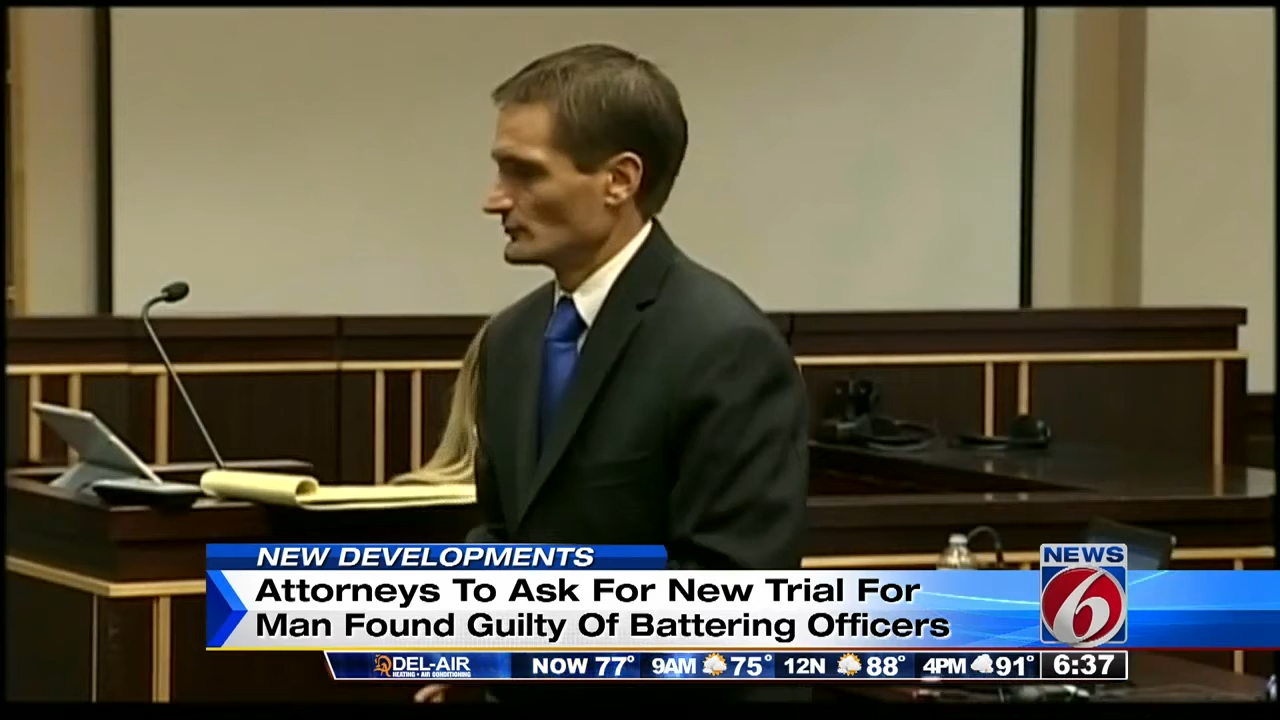 NEW DEVELOPMENTS
ATTORNEYS TO ASK FOR NEW TRIAL FOR
MAN FOUND GUILTY OF BATTERING OFFICERS
NEWS
6
DEL-AIR
HEATING • AIR CONDITIONING
NOW 77° 9AM 75° 12N 88° 4PM 91° 6:37